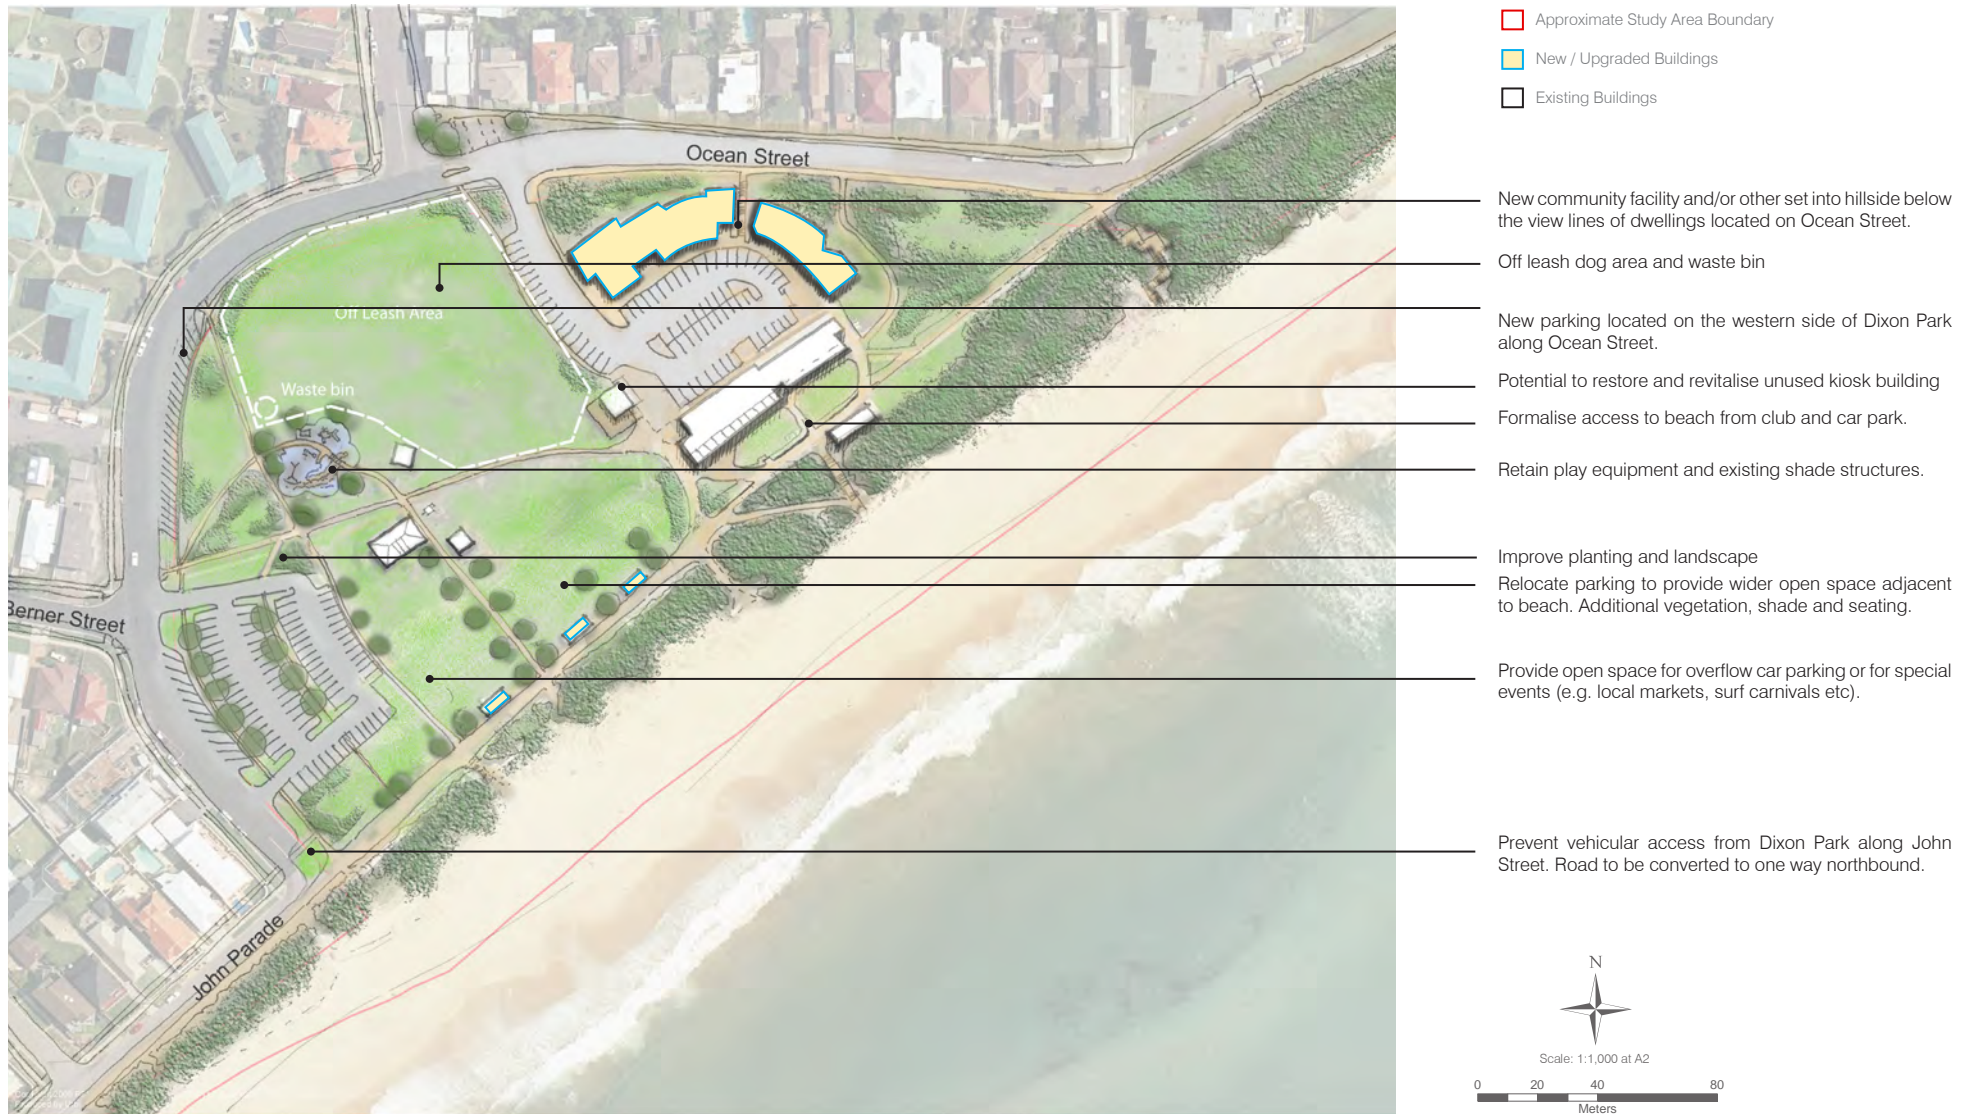 Approximate Study Area Boundary
New / Upgraded Buildings
Existing Buildings
Ocean Street
New community facility and/or other set into hillside below
the view lines of dwellings located on Ocean Street.
Off leash dog area and waste bin
Off Leash Area
New parking located on the western side of Dixon Park
along Ocean Street.
Waste bin
Potential to restore and revitalise unused kiosk building
Formalise access to beach from club and car park.
Retain play equipment and existing shade structures.
Improve planting and landscape
Relocate parking to provide wider open space adjacent
to beach. Additional vegetation, shade and seating.
Berner Street
Provide open space for overflow car parking or for special
events (e.g. local markets, surf carnivals etc).
Prevent vehicular access from Dixon Park along John
Street. Road to be converted to one way northbound.
John Parade
N
Scale: 1:1,000 at A2
0 20 40 80
Meters